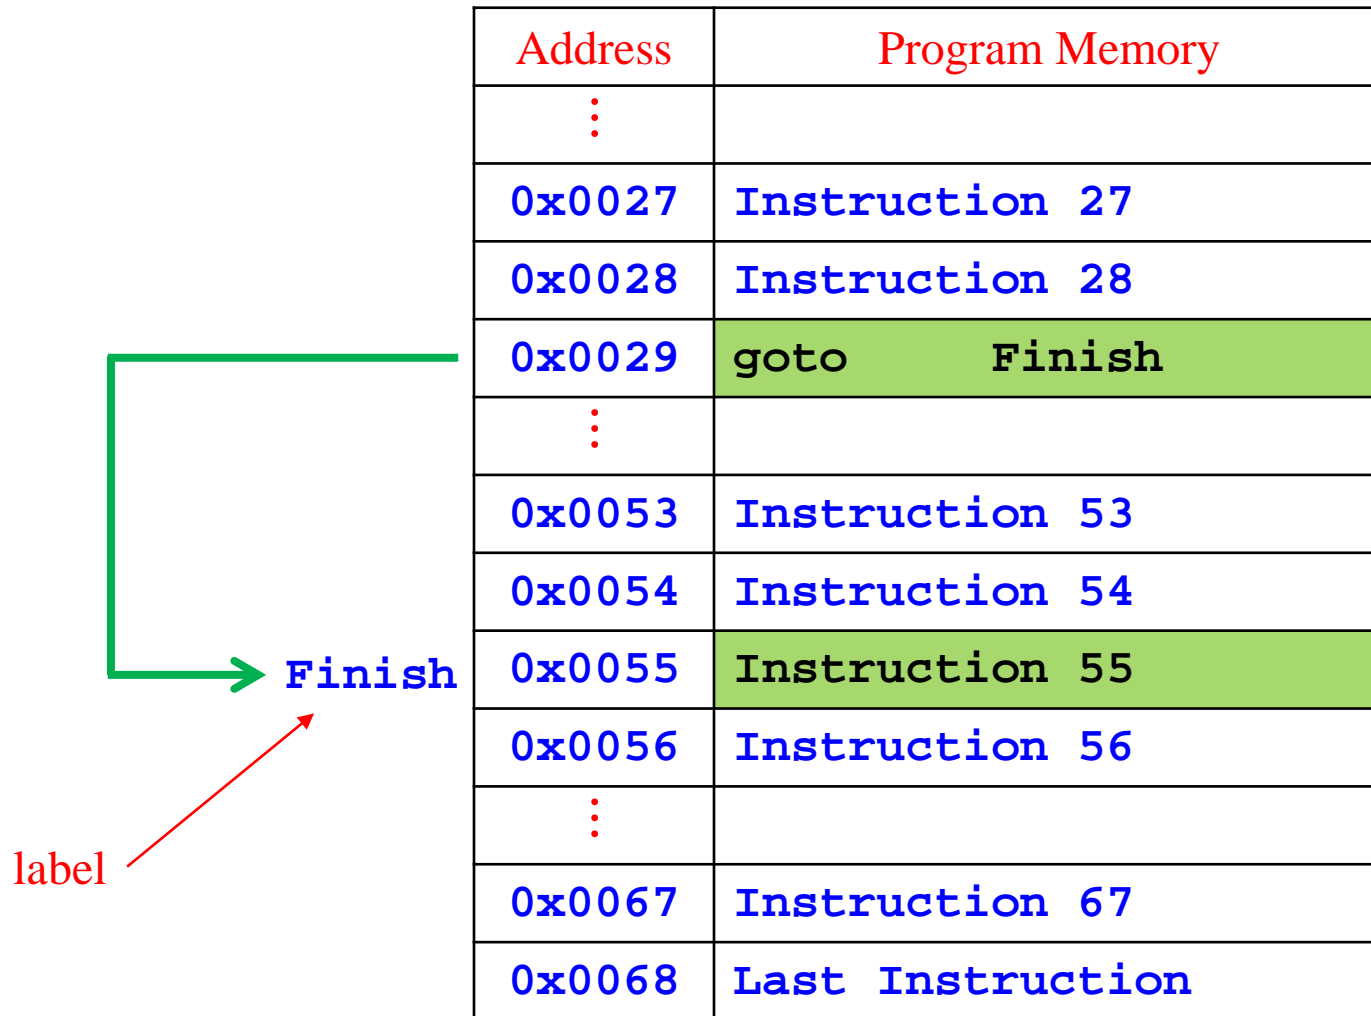 Address Program Memory
⋮
0x0027 Instruction 27
0x0028 Instruction 28
0x0029 goto Finish
⋮
0x0053 Instruction 53
0x0054 Instruction 54
Finish 0x0055 Instruction 55
0x0056 Instruction 56
⋮
label
0x0067 Instruction 67
0x0068 Last Instruction